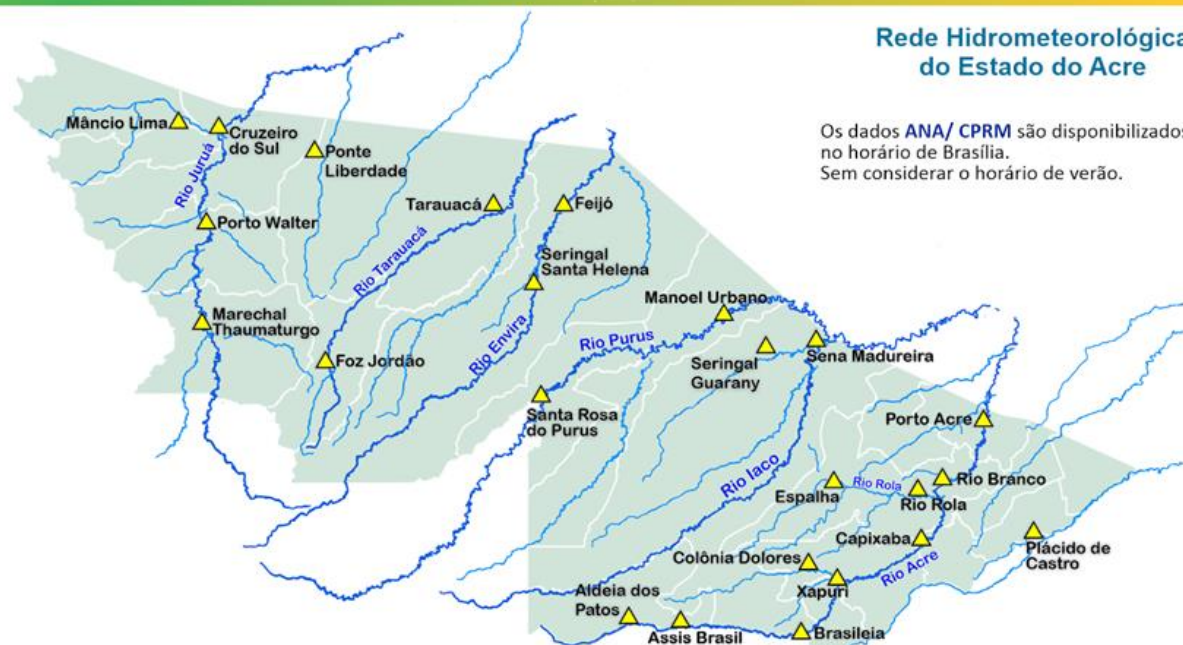 Rede Hidrometeorológica
do Estado do Acre
Os dados ANA/ CPRM são disponibilizados
no horário de Brasília.
Sem considerar o horário de verão.
Mâncio Lima
Cruzeiro
do Sul
Ponte
Liberdade
Rio Juruá
Porto Walter
Tarauacá
Feijó
Rio Tarauacá
Seringal
Santa Helena
Marechal
Thaumaturgo
Foz Jordão
Rio Envira
Manoel Urbano
Rio Purus
Seringal
Guarany
Sena Madureira
Santa Rosa
do Purus
Porto Acre
Rio Iaco
Espalha
Rio Rola
Rio Rola
Rio Branco
Capixaba
Plácido de
Castro
Colônia Dolores
Xapuri
Rio Acre
Aldeia dos
Patos
Assis Brasil
Brasileia